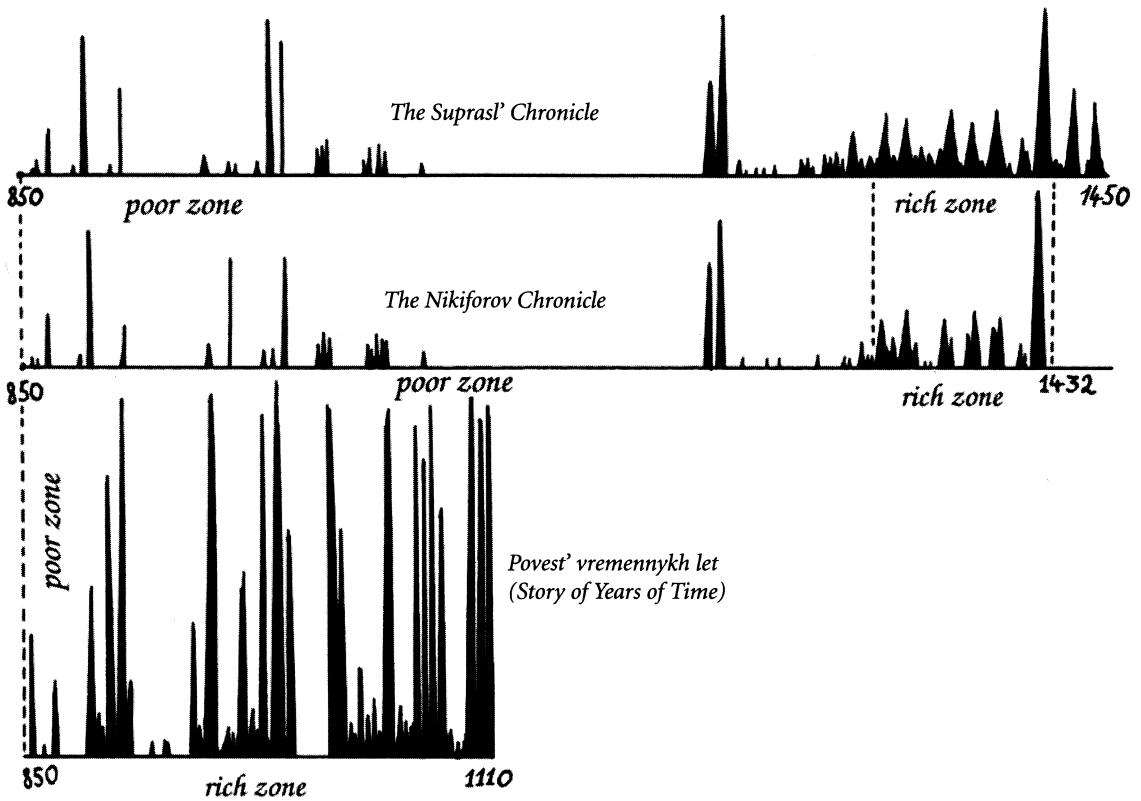 The Suprasl’ Chronicle
850
poor zone
rich zone
1450
The Nikiforov Chronicle
850
poor zone
rich zone
1432
poor zone
Povest’ vremennykh let
(Story of Years of Time)
850
rich zone
1110